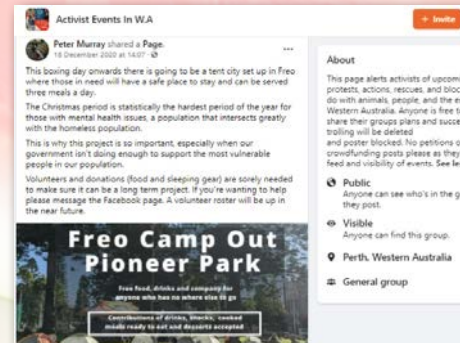 Activist Events In W.A
+ Invite
Peter Murray shared a Page.
18 December 2020 at 14:07
This boxing day onwards there is going to be a tent city set up in Freo
where those in need will have a safe place to stay and can be served
three meals a day.
The Christmas period is statistically the hardest period of the year for
those with mental health issues, a population that intersects greatly
with the homeless population.
This is why this project is so important, especially when our
government isn't doing enough to support the most vulnerable
people in our population.
Volunteers and donations (food and sleeping gear) are sorely needed
to make sure it can be a long term project. If you're wanting to help
please message the Facebook page. A volunteer roster will be up in
the near future.
Freo Camp Out
Pioneer Park
Free food, drinks and company for
anyone who has no where else to go
Contributions of drinks, snacks, cooked
meals ready to eat and desserts accepted
About
This page alerts activists of upcom
protests, actions, rescues, and bloc
do with animals, people, and the e
Western Australia. Anyone is free t
share their groups plans and succe
trolling will be deleted
and poster blocked. No petitions o
crowdfunding posts please as they
feed and visibility of events. See le
Public
Anyone can see who's in the g
they post.
Visible
Anyone can find this group.
Perth, Western Australia
General group